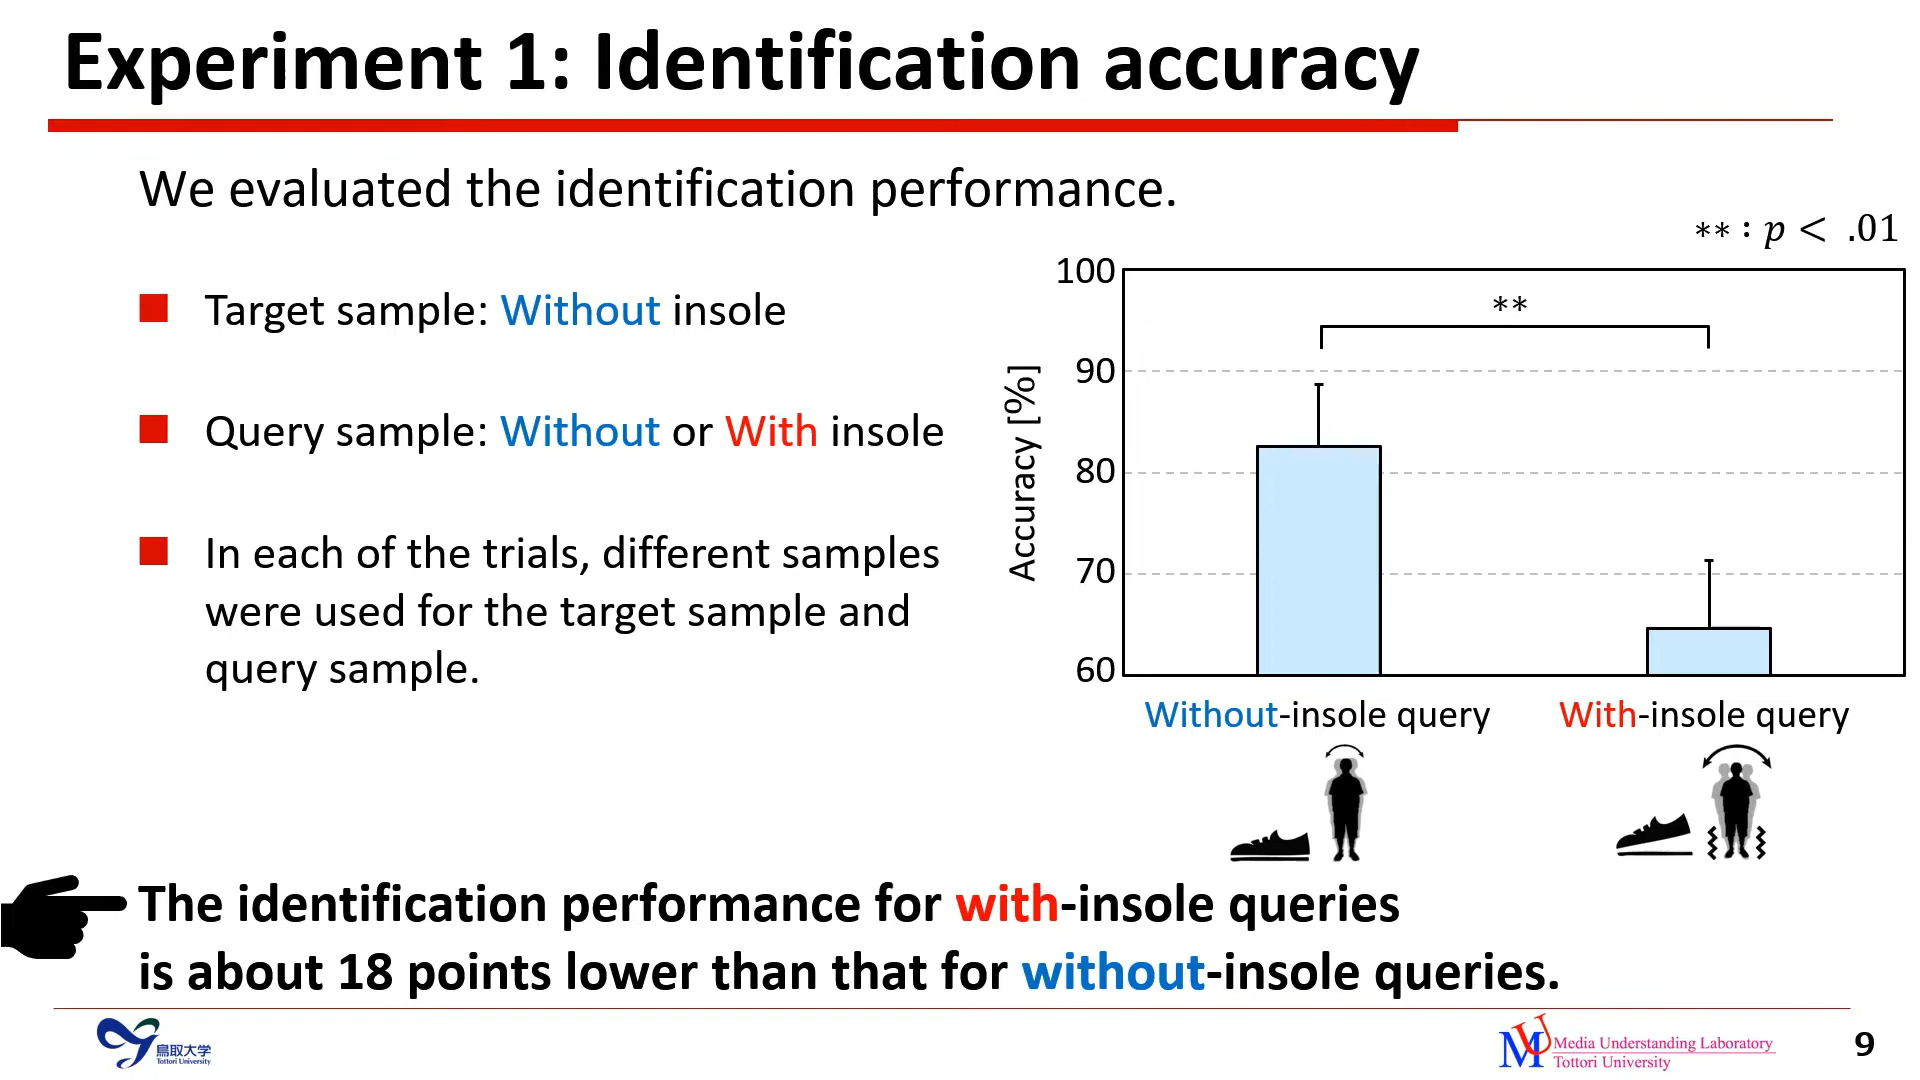 Experiment 1: Identification accuracy
We evaluated the identification performance.
Target sample: Without insole
Query sample: Without or With insole
In each of the trials, different samples
were used for the target sample and
query sample.
** : p < .01
100
**
90
80
70
60
Accuracy [%]
Without-insole query
With-insole query
The identification performance for with-insole queries
is about 18 points lower than that for without-insole queries.
鳥取大学
Tottori University
MU
Media Understanding Laboratory
Tottori University
9